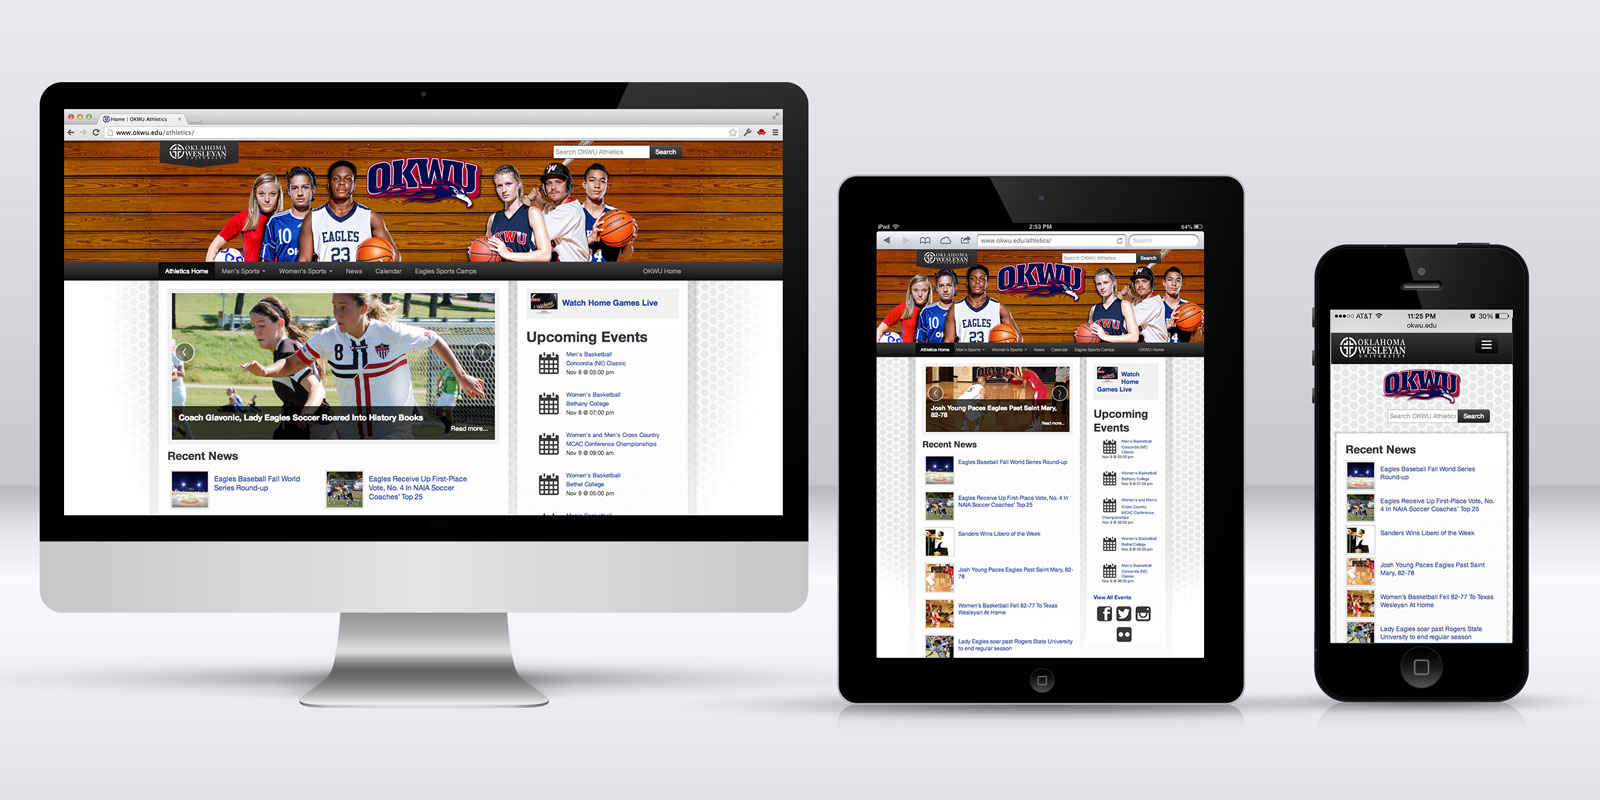 Home | OKWU Athletics
www.okwu.edu/athletics/
OKLAHOMA
WESLEYAN
UNIVERSITY
Search OKWU Athletics
Search
OKWU
10
EAGLES
23
KWU
W
Athletics Home
Men's Sports
Women's Sports
News
Calendar
Eagles Sports Camps
OKWU Home
8
Coach Glavonic, Lady Eagles Soccer Roared Into History Books
Read more...
Recent News
Eagles Baseball Fall World
Series Round-up
Eagles Receive Up First-Place
Vote, No. 4 In NAIA Soccer
Coaches' Top 25
Watch Home Games Live
Upcoming Events
Men's Basketball
Concordia (NE) Classic
Nov 8 @ 03:00 pm
Women's Basketball
Bethany College
Nov 8 @ 07:00 pm
Women's and Men's Cross Country
MCAC Conference Championships
Nov 9 @ 09:00 am
Women's Basketball
Bethel College
Nov 9 @ 05:00 pm
Men's Basketball
iPad
2:53 PM
64%
www.okwu.edu/athletics/
Search
OKLAHOMA
WESLEYAN
Search OKWU Athletics
Search
OKWU
10
EAGLES
23
Athletics Home
Men's Sports
Women's Sports
News
Calendar
Eagles Sports Camps
OKWU Home
Josh Young Paces Eagles Past Saint Mary,
82-78
Read more...
Recent News
Eagles Baseball Fall World Series Round-up
Eagles Receive Up First-Place Vote, No. 4 In
NAIA Soccer Coaches' Top 25
Sanders Wins Libero of the Week
Josh Young Paces Eagles Past Saint Mary, 82-
78
Women's Basketball Fell 82-77 To Texas
Wesleyan At Home
Lady Eagles soar past Rogers State University
to end regular season
Watch
Home
Games Live
Upcoming
Events
Men's Basketball
Concordia (NE)
Classic
Nov 8 @ 03:00 pm
Women's Basketball
Bethany College
Nov 8 @ 07:00 pm
Women's and Men's
Cross Country
MCAC Conference
Championships
Nov 9 @ 09:00 am
Women's Basketball
Bethel College
Nov 9 @ 05:00 pm
Men's Basketball
Concordia (NE)
Classic
View All Events
AT&T
11:25 PM
30%
okwu.edu
OKLAHOMA
WESLEYAN
UNIVERSITY
OKWU
Search OKWU Athletics
Search
Recent News
Eagles Baseball Fall World Series
Round-up
Eagles Receive Up First-Place Vote, No.
4 In NAIA Soccer Coaches' Top 25
Sanders Wins Libero of the Week
Josh Young Paces Eagles Past Saint
Mary, 82-78
Women's Basketball Fell 82-77 To Texas
Wesleyan At Home
Lady Eagles soar past Rogers State
University to end regular season